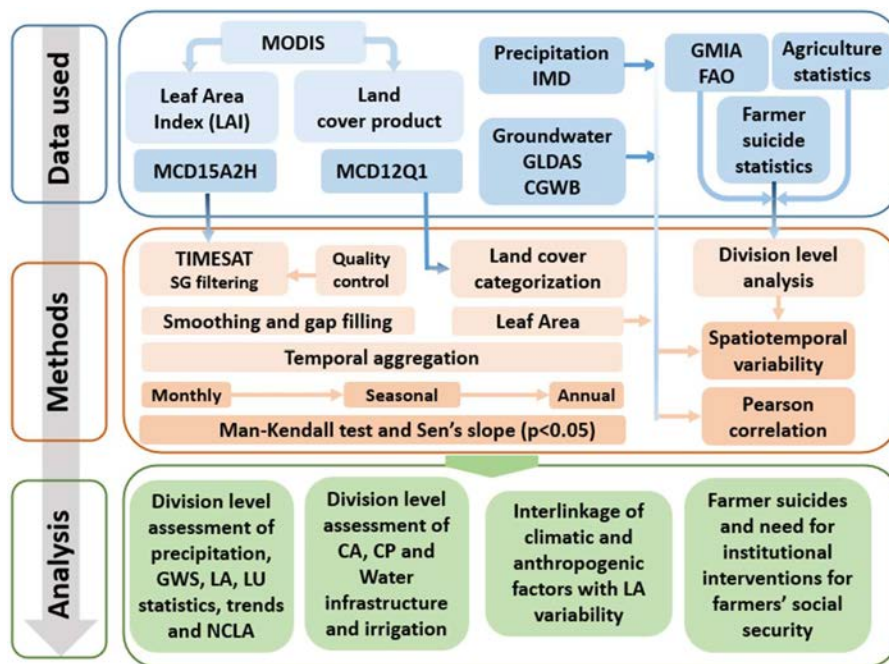 Data used
MODIS
Leaf Area
Index (LAI)
Land
cover product
MCD15A2H
MCD12Q1
Precipitation
IMD
Groundwater
GLDAS
CGWB
GMIA
FAO
Agriculture
statistics
Farmer
suicide
statistics
Methods
TIMESAT
SG filtering
Quality
control
Land cover
categorization
Division level
analysis
Smoothing and gap filling
Leaf Area
Spatiotemporal
variability
Temporal aggregation
Monthly
Seasonal
Annual
Pearson
correlation
Man-Kendall test and Sen's slope (p<0.05)
Analysis
Division level
assessment of
precipitation,
GWS, LA, LU
statistics, trends
and NCLA
Division level
assessment of
CA, CP and
Water
infrastructure
and irrigation
Interlinkage of
climatic and
anthropogenic
factors with LA
variability
Farmer suicides
and need for
institutional
interventions for
farmers' social
security